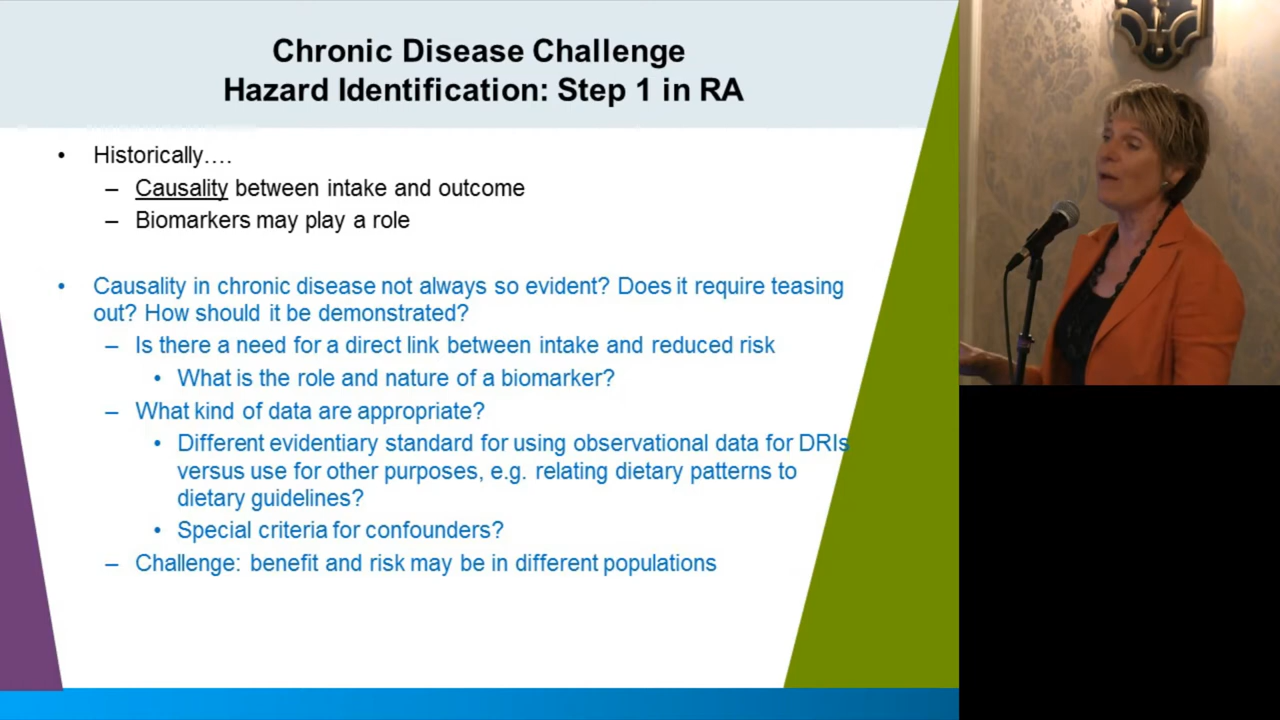 Chronic Disease Challenge
Hazard Identification: Step 1 in RA
• Historically….
– Causality between intake and outcome
– Biomarkers may play a role
• Causality in chronic disease not always so evident? Does it require teasing
out? How should it be demonstrated?
– Is there a need for a direct link between intake and reduced risk
• What is the role and nature of a biomarker?
– What kind of data are appropriate?
• Different evidentiary standard for using observational data for DRIs
versus use for other purposes, e.g. relating dietary patterns to
dietary guidelines?
• Special criteria for confounders?
– Challenge: benefit and risk may be in different populations